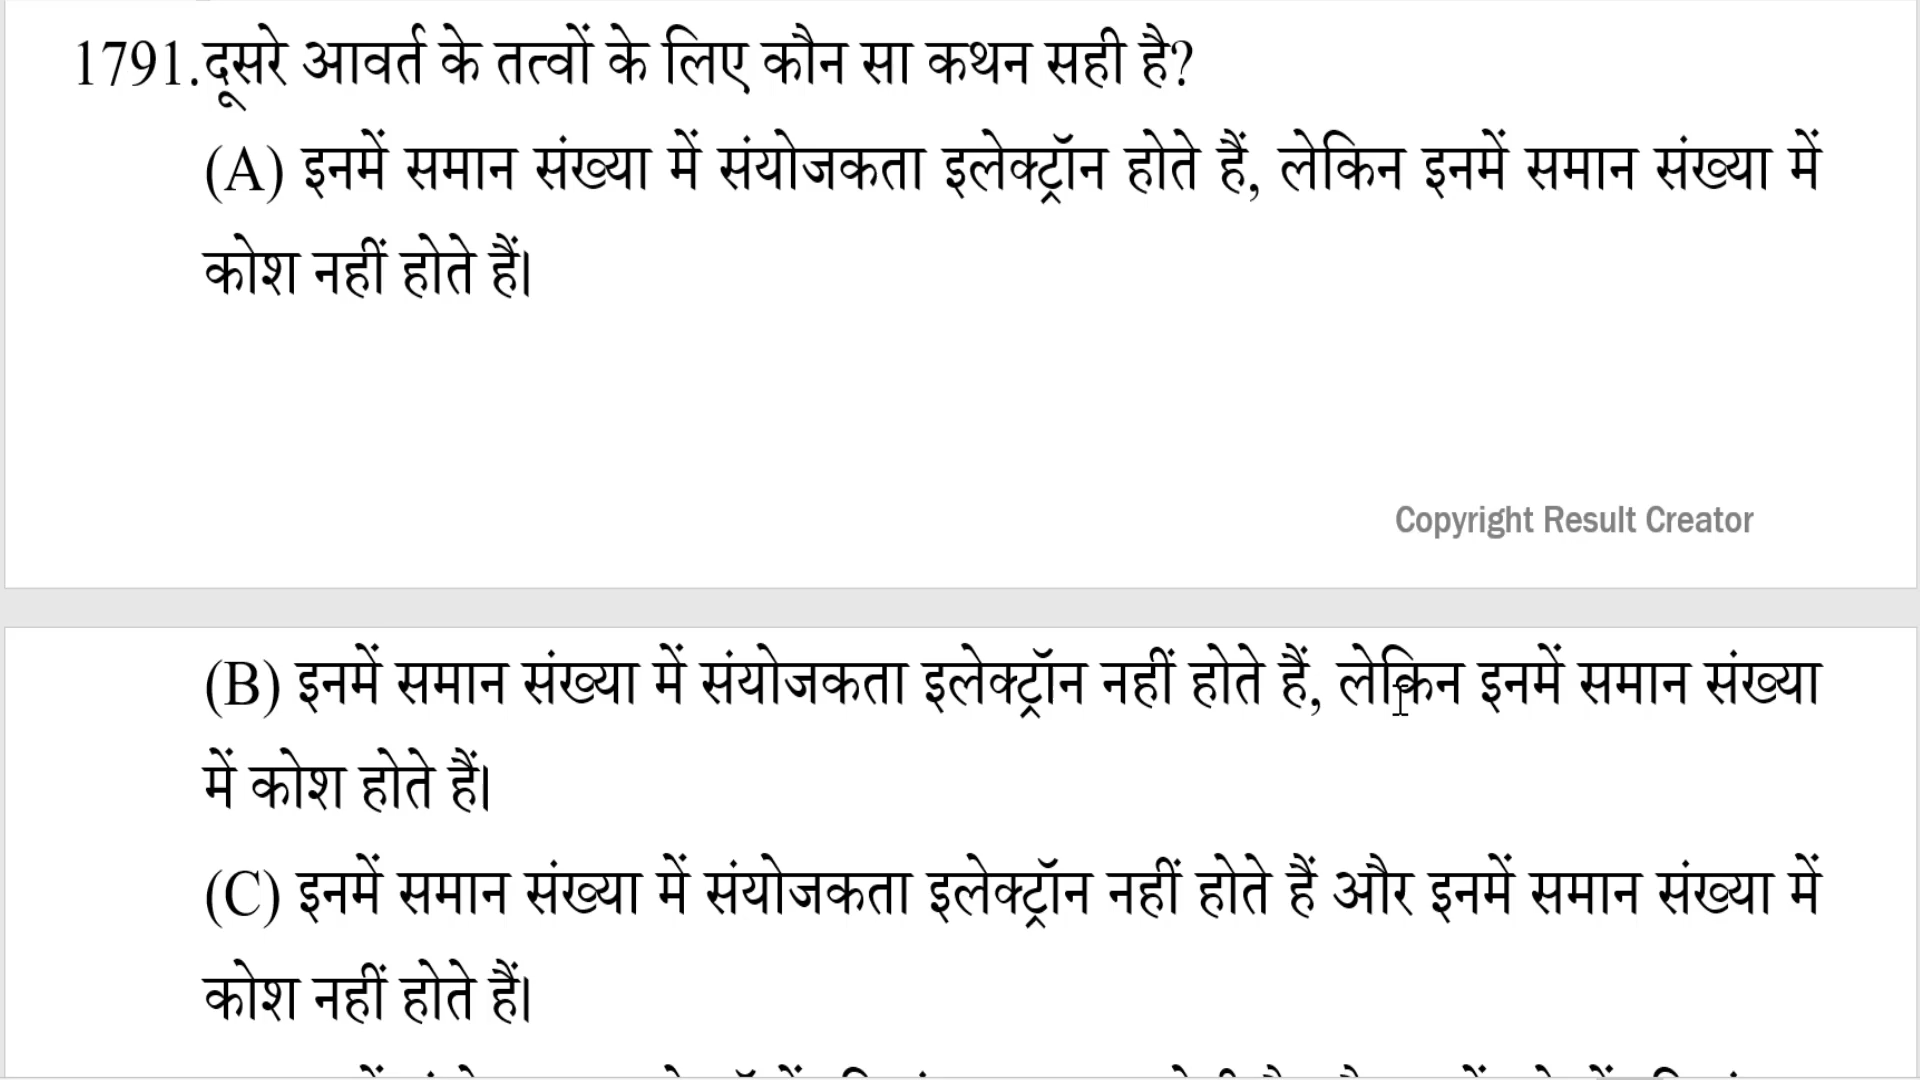 1791.दूसरे आवर्त के तत्वों के लिए कौन सा कथन सही है?
(A) इनमें समान संख्या में संयोजकता इलेक्ट्रॉन होते हैं, लेकिन इनमें समान संख्या में
कोश नहीं होते हैं।
Copyright Result Creator
(B) इनमें समान संख्या में संयोजकता इलेक्ट्रॉन नहीं होते हैं, लेकिन इनमें समान संख्या
में कोश होते हैं।
(C) इनमें समान संख्या में संयोजकता इलेक्ट्रॉन नहीं होते हैं और इनमें समान संख्या में
कोश नहीं होते हैं।